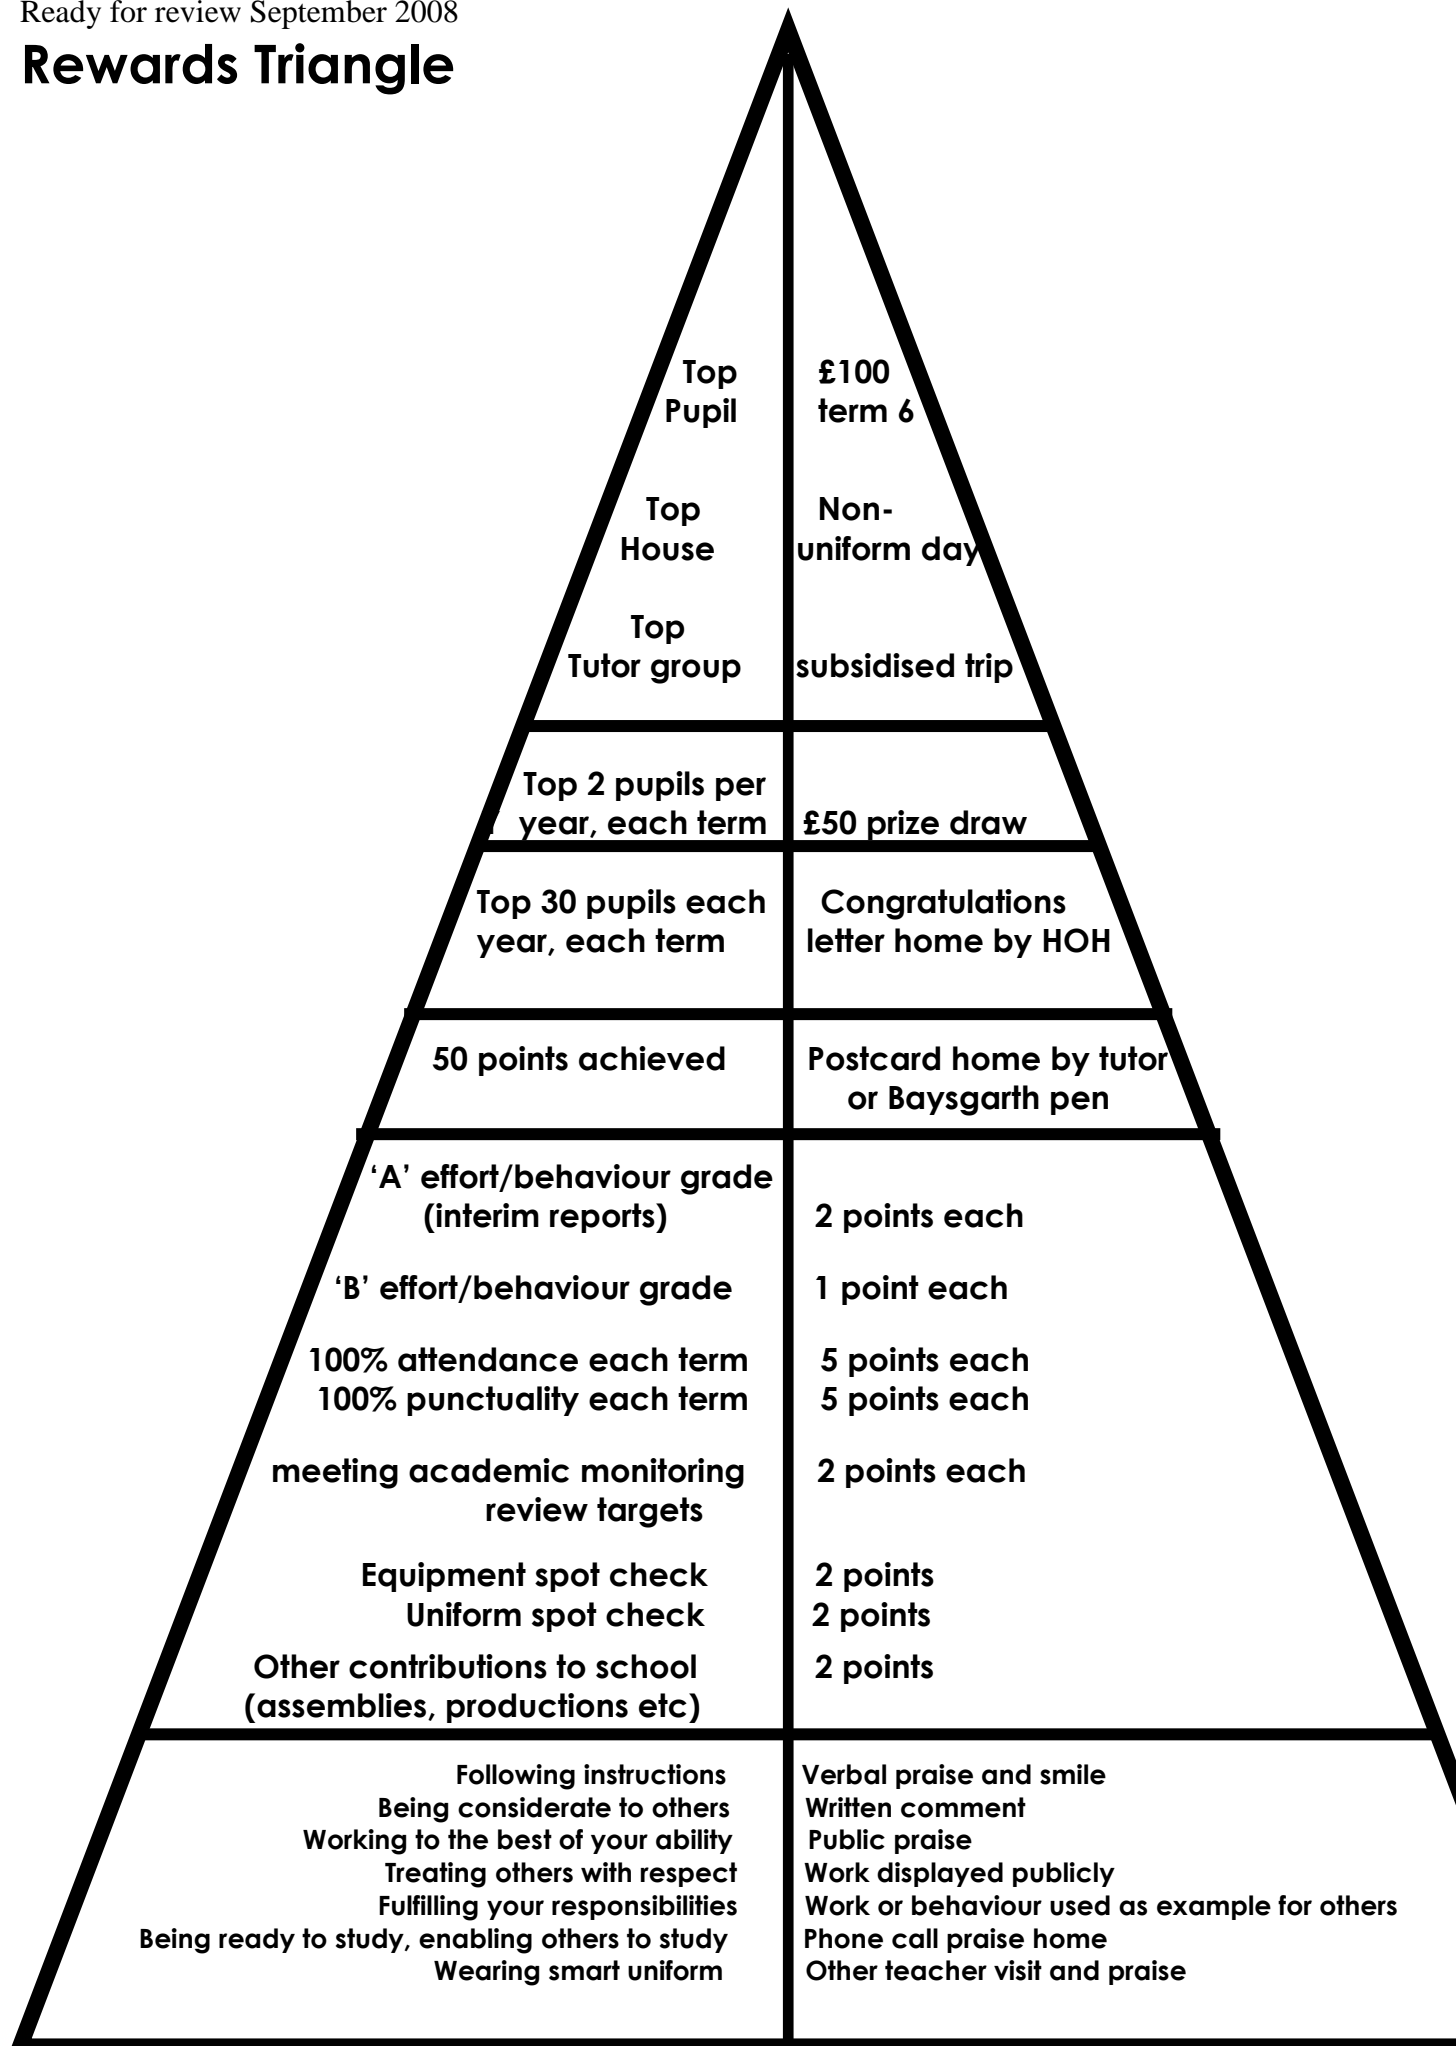 Ready for review September 2008
Rewards Triangle
Top £100
Pupil term 6
Top Non-
House uniform day
Top
Tutor group subsidised trip
Top 2 pupils per
year, each term £50 prize draw
Top 30 pupils each Congratulations
year, each term letter home by HOH
50 points achieved Postcard home by tutor
or Baysgarth pen
‘A’ effort/behaviour grade
(interim reports) 2 points each
‘B’ effort/behaviour grade 1 point each
100% attendance each term 5 points each
100% punctuality each term 5 points each
meeting academic monitoring 2 points each
review targets
Equipment spot check 2 points
Uniform spot check 2 points
Other contributions to school 2 points
(assemblies, productions etc)
Following instructions Verbal praise and smile
Being considerate to others Written comment
Working to the best of your ability Public praise
Treating others with respect Work displayed publicly
Fulfilling your responsibilities Work or behaviour used as example for others
Being ready to study, enabling others to study Phone call praise home
Wearing smart uniform Other teacher visit and praise